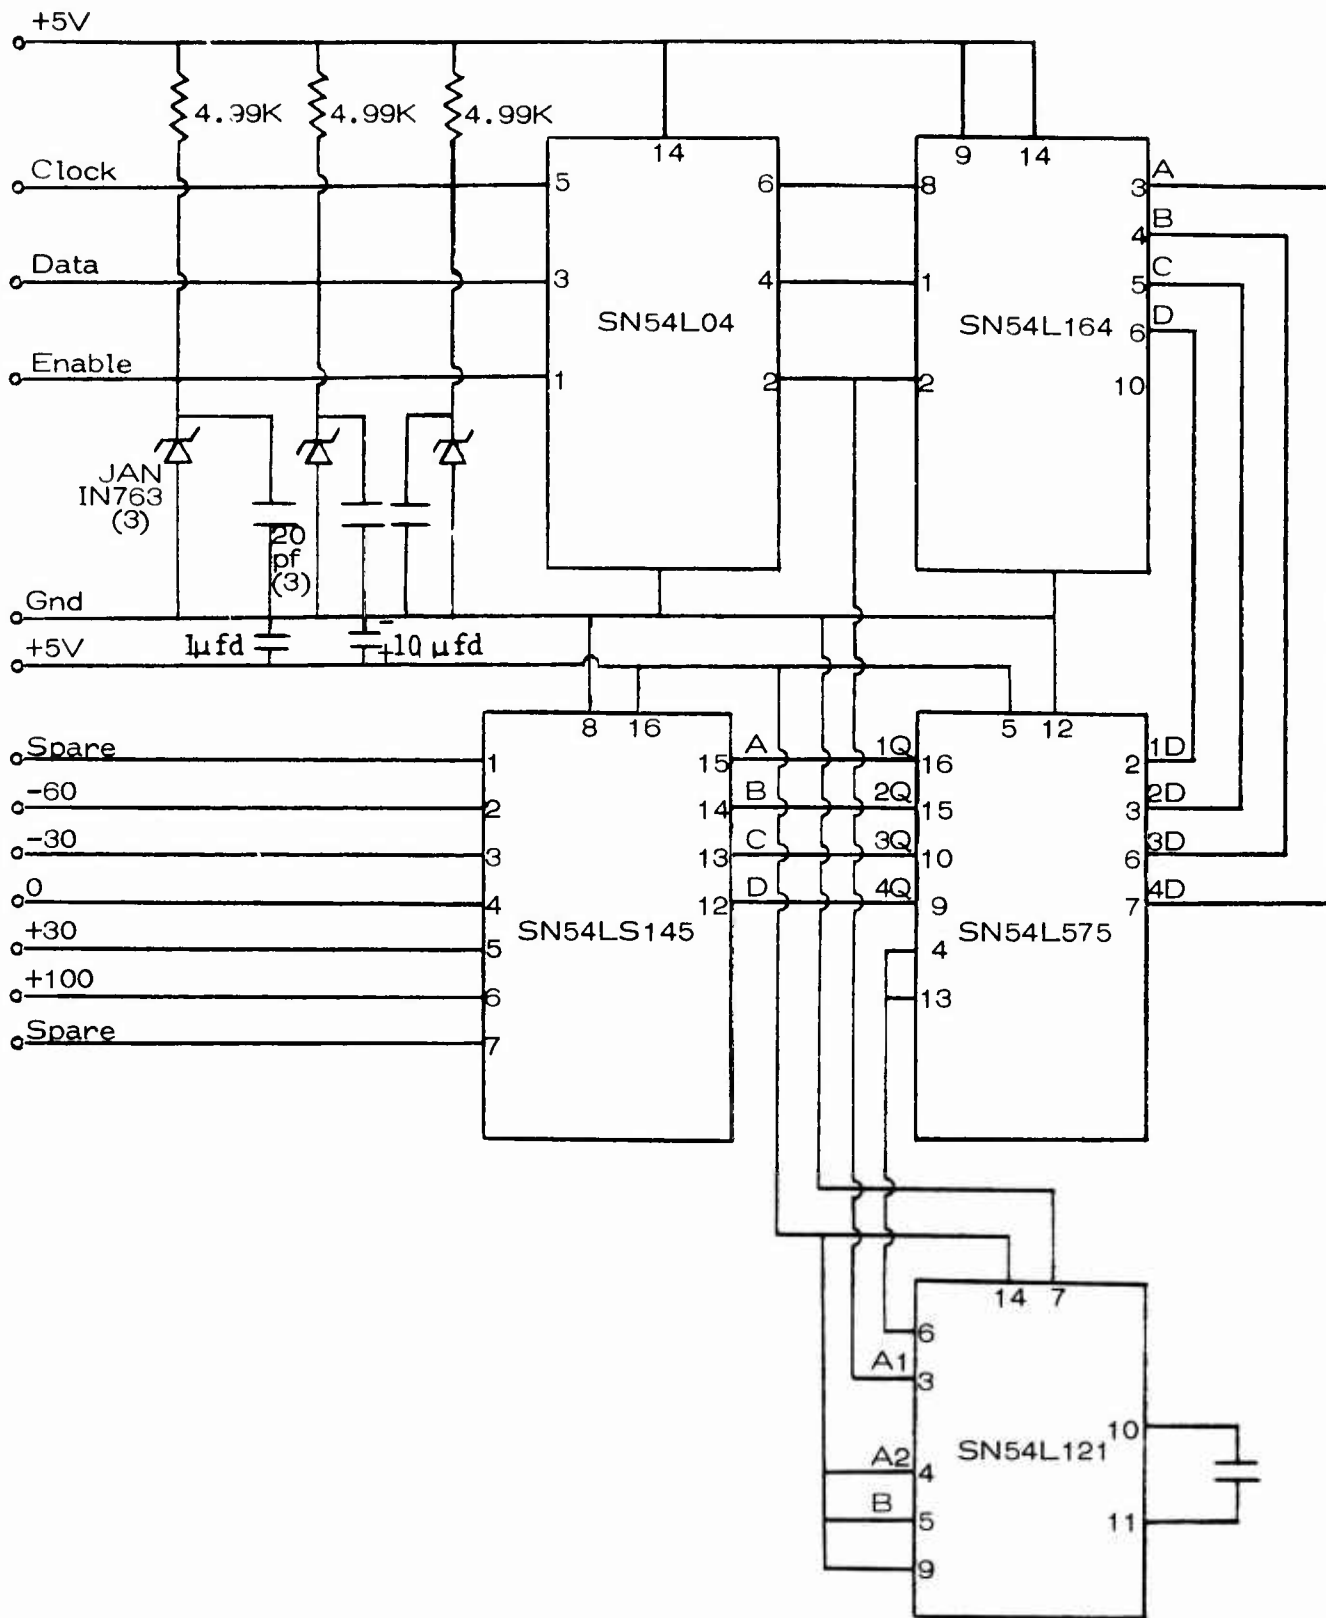 +5V
4.99K 4.99K 4.99K
14
9 14
Clock
5 6 8 3 A
4 B
Data
3 4 1 5 C
SN54L04
SN54L164 6 D
Enable
1 2 2 10
JAN
IN763
(3)
20
pf
(3)
Gnd
1µfd
- +10 µfd
+5V
8 16
5 12
Spare
1 15 A 1Q 16 2 1D
-60
2 14 B 2Q 15 3 2D
-30
3 13 C 3Q 10 6 3D
0
4 12 D 4Q 9 7 4D
SN54LS145
SN54L575
+30
5 4
+100
6 13
Spare
7
14 7
6
A1 3
10
SN54L121
A2 4
B 5 11
9